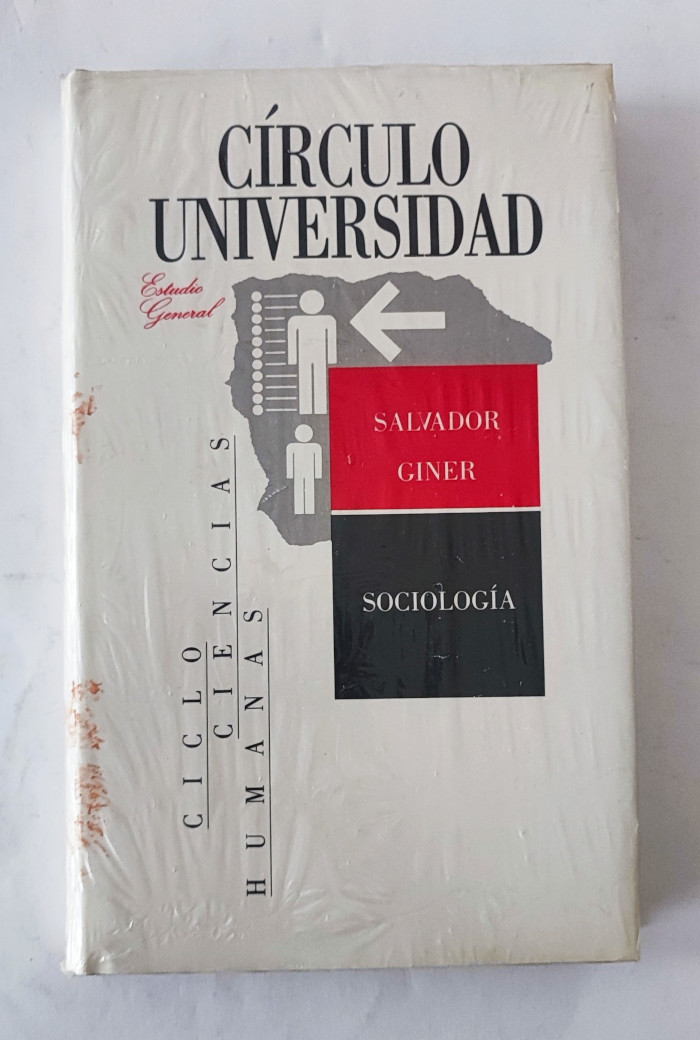 CÍRCULO
UNIVERSIDAD
Estudio
General
SALVADOR
GINER
SOCIOLOGÍA
CICLO
CIENCIAS
HUMANAS